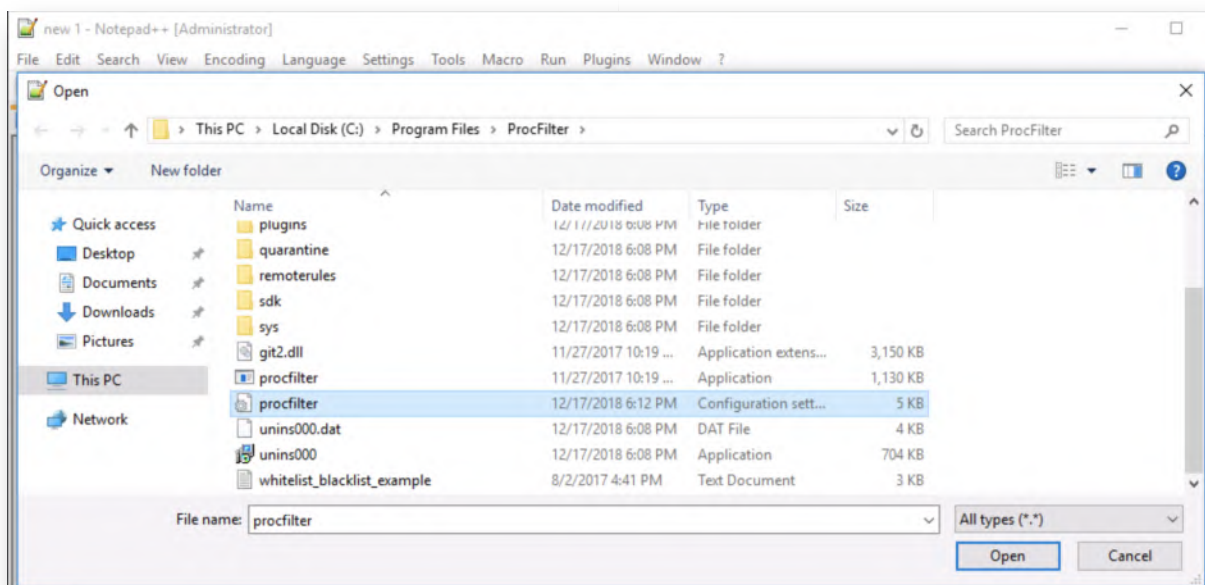 new 1 - Notepad++ [Administrator]
File Edit Search View Encoding Language Settings Tools Macro Run Plugins Window ?
Open
This PC > Local Disk (C:) > Program Files > ProcFilter >
Search ProcFilter
Organize New folder
Name Date modified Type Size
Quick access
Desktop
Documents
Downloads
Pictures
This PC
Network
plugins 12/17/2018 6:08 PM File folder
quarantine 12/17/2018 6:08 PM File folder
remoterules 12/17/2018 6:08 PM File folder
sdk 12/17/2018 6:08 PM File folder
sys 12/17/2018 6:08 PM File folder
git2.dll 11/27/2017 10:19 ... Application extens... 3,150 KB
procfilter 11/27/2017 10:19 ... Application 1,130 KB
procfilter 12/17/2018 6:12 PM Configuration sett... 5 KB
unins000.dat 12/17/2018 6:08 PM DAT File 4 KB
unins000 12/17/2018 6:08 PM Application 704 KB
whitelist_blacklist_example 8/2/2017 4:41 PM Text Document 3 KB
File name: procfilter All types (*.*)
Open Cancel